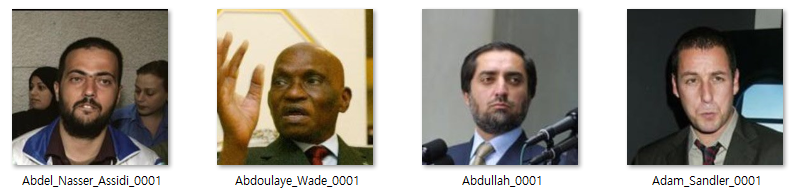 Abdel_Nasser_Assidi_0001
Abdoulaye_Wade_0001
Abdullah_0001
Adam_Sandler_0001